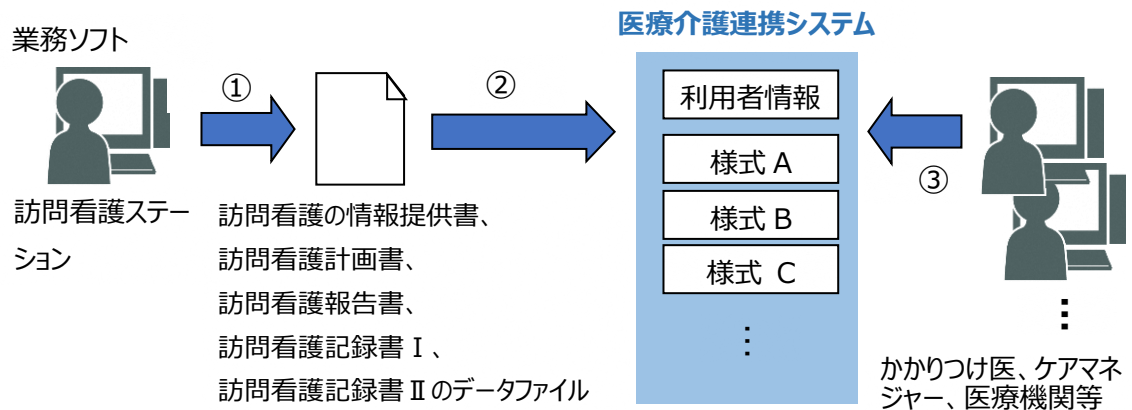 医療介護連携システム
業務ソフト
①
②
利用者情報
様式 A
様式 B
様式 C
⋮
③
訪問看護ステー
ション
訪問看護の情報提供書、
訪問看護計画書、
訪問看護報告書、
訪問看護記録書Ⅰ、
訪問看護記録書Ⅱのデータファイル
⋮
かかりつけ医、ケアマネ
ジャー、医療機関等